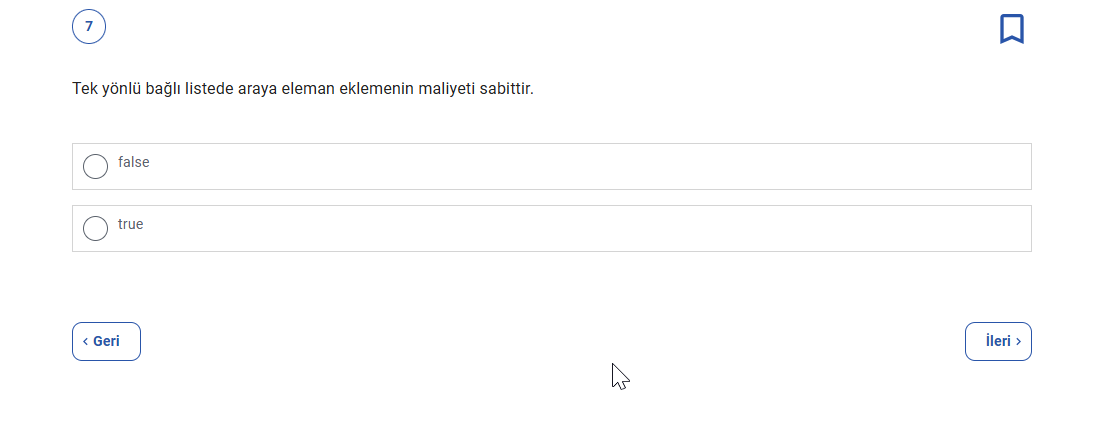 7
Tek yönlü bağlı listede araya eleman eklemenin maliyeti sabittir.
false
true
‹ Geri
İleri ›